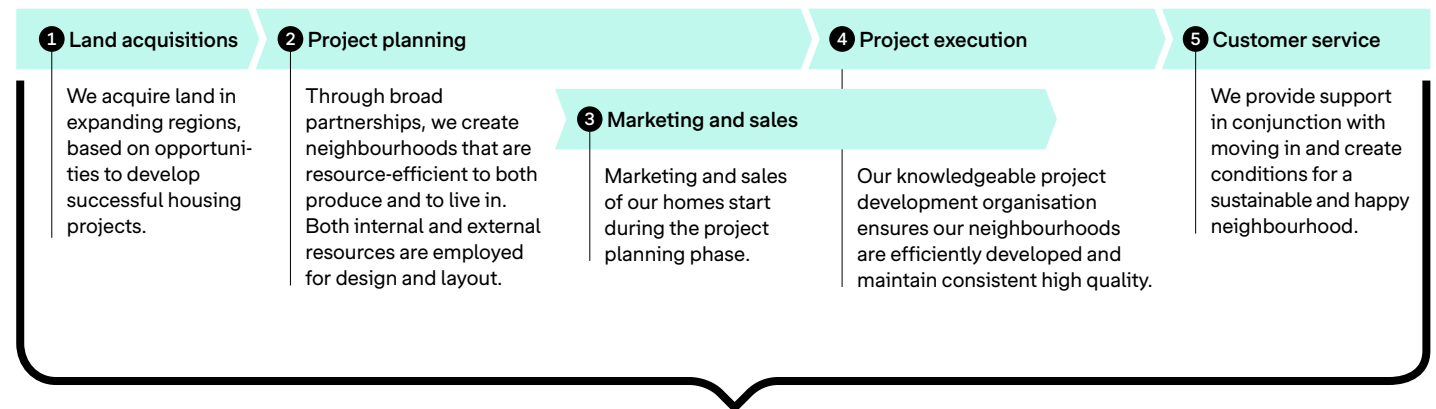 1 Land acquisitions
We acquire land in
expanding regions,
based on opportuni-
ties to develop
successful housing
projects.
2 Project planning
Through broad
partnerships, we create
neighbourhoods that are
resource-efficient to both
produce and to live in.
Both internal and external
resources are employed
for design and layout.
3 Marketing and sales
Marketing and sales
of our homes start
during the project
planning phase.
4 Project execution
Our knowledgeable project
development organisation
ensures our neighbourhoods
are efficiently developed and
maintain consistent high quality.
5 Customer service
We provide support
in conjunction with
moving in and create
conditions for a
sustainable and happy
neighbourhood.